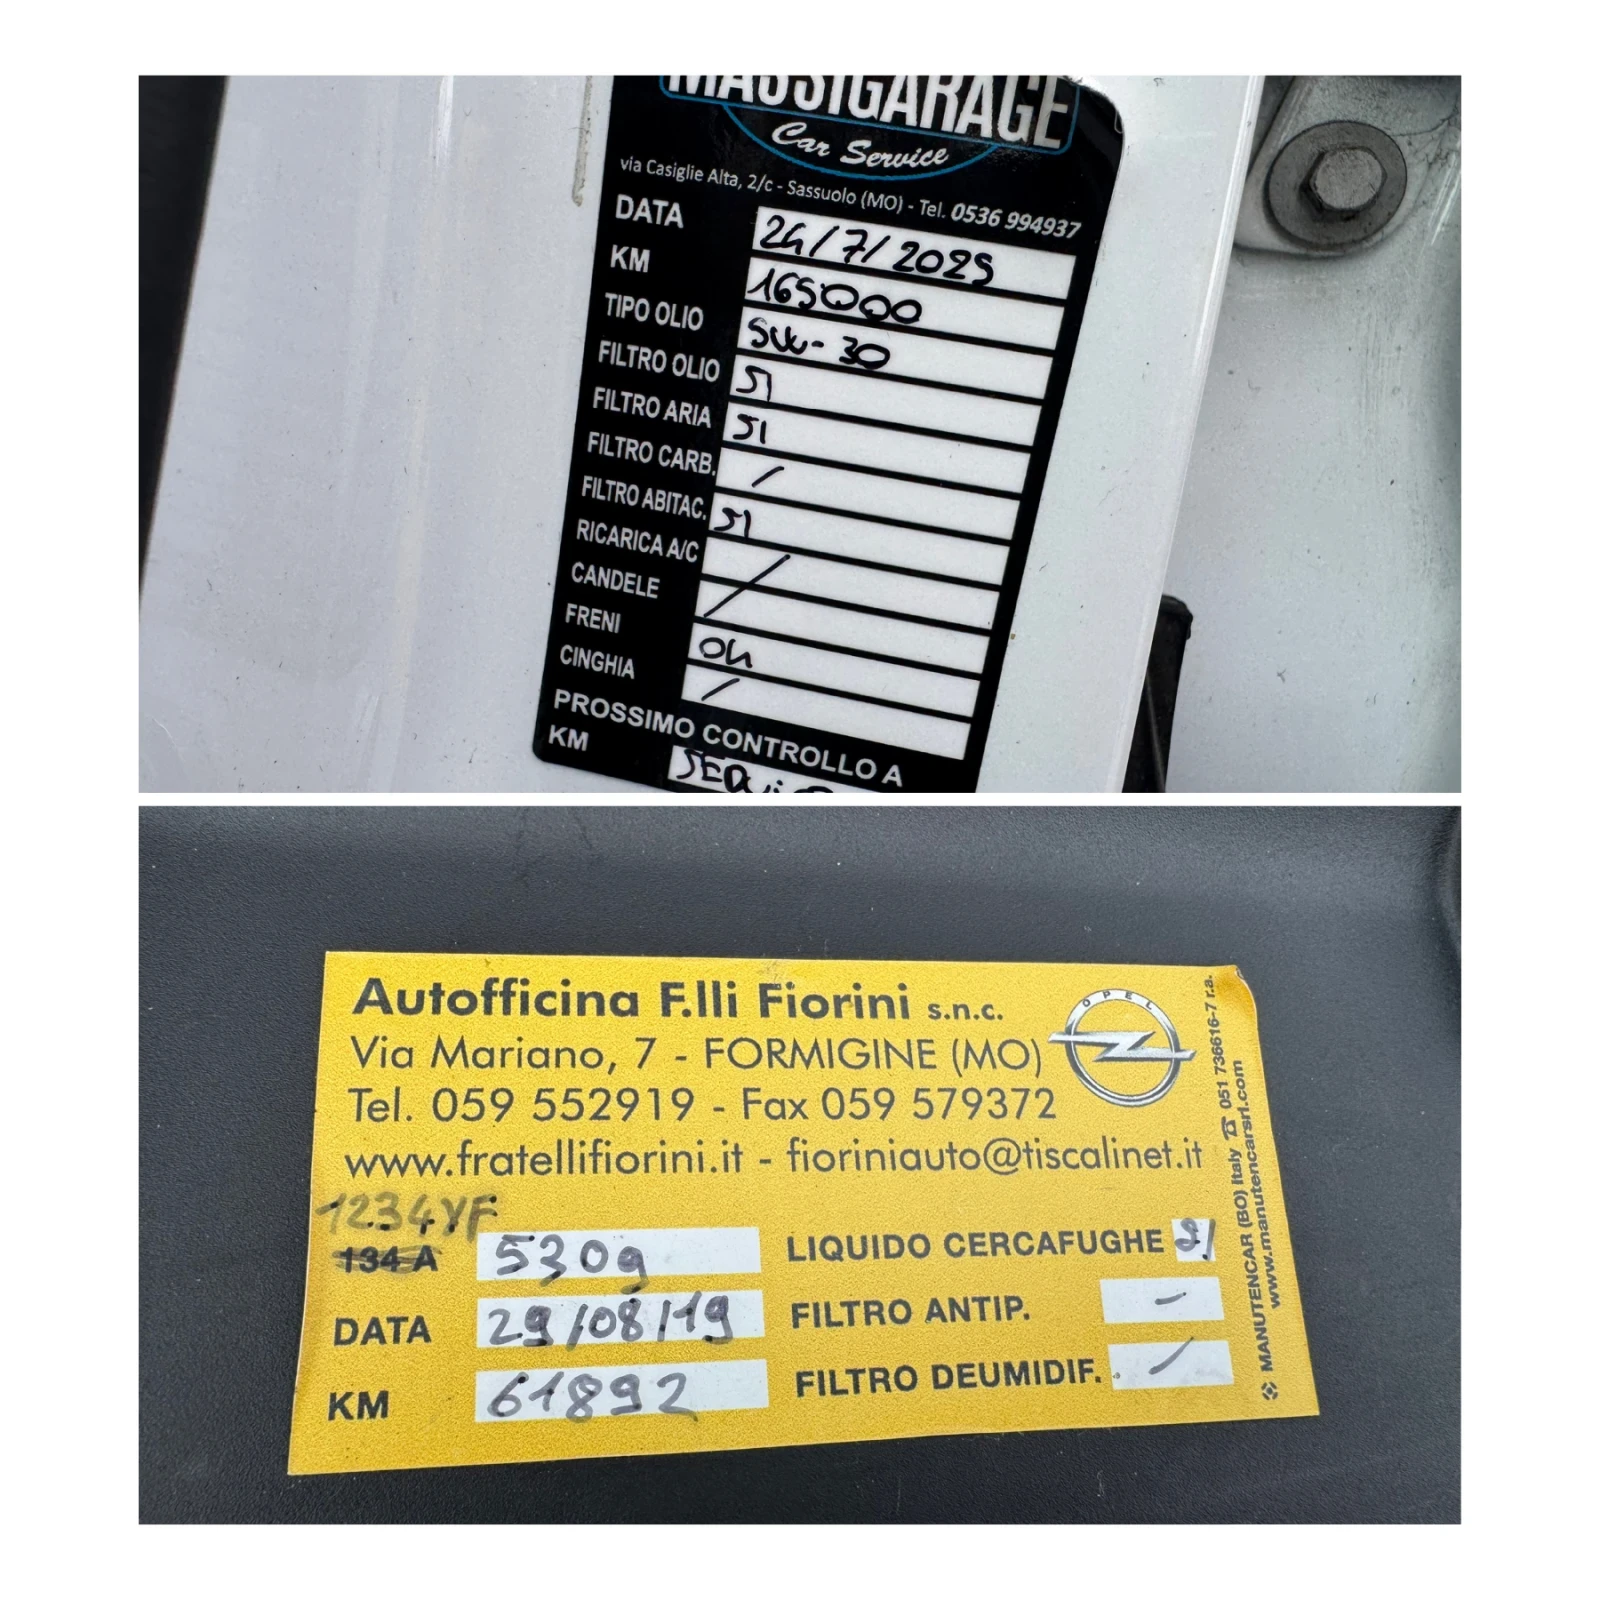 MASSIGARAGE
Car Service
via Casiglie Alta, 2/c - Sassuolo (MO) - Tel. 0536 994937
DATA 24/7/2025
KM 165000
TIPO OLIO 5W-30
FILTRO OLIO SI
FILTRO ARIA SI
FILTRO CARB. /
FILTRO ABITAC. SI
RICARICA A/C /
CANDELE /
FRENI OK
CINGHIA /
PROSSIMO CONTROLLO A
KM
Autofficina F.lli Fiorini s.n.c.
OPEL
Via Mariano, 7 - FORMIGINE (MO)
Tel. 059 552919 - Fax 059 579372
www.fratellifiorini.it - fioriniauto@tiscalinet.it
1234YF
134 A 530g
LIQUIDO CERCAFUGHE SI
DATA 29/08/19
FILTRO ANTIP. -
KM 61892
FILTRO DEUMIDIF. /
MANUTENCAR (BO) Italy ☎ 051 736616-7 r.a.
www.manutencarsrl.com